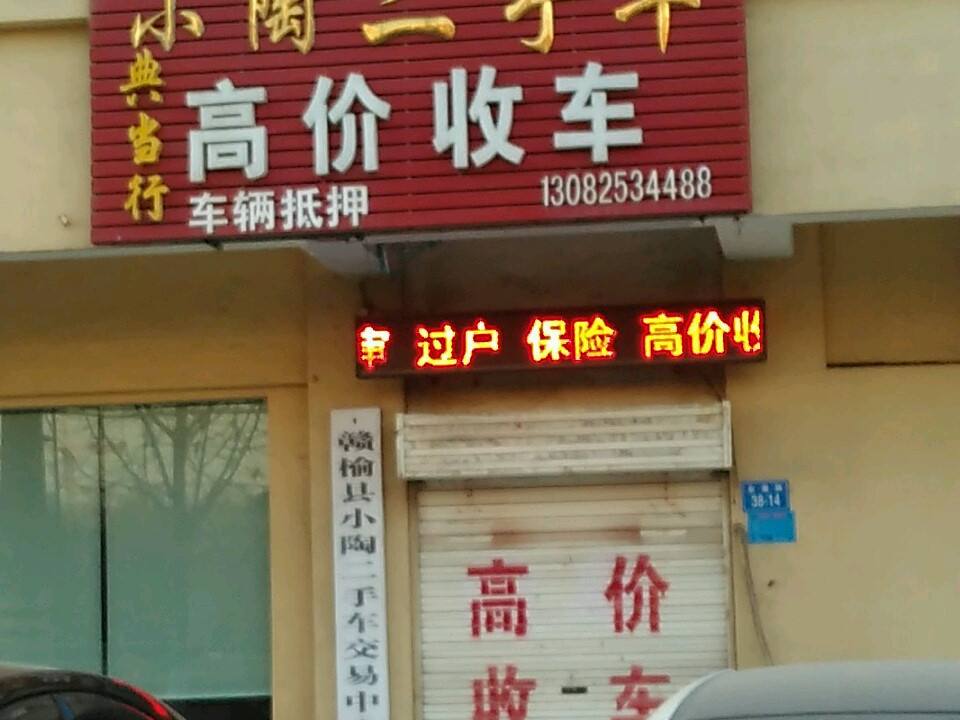 小陶二手车
典当行
高价收车
车辆抵押
13082534488
审 过户 保险 高价收
赣榆县小陶二手车交易中
38-14
高价
收车